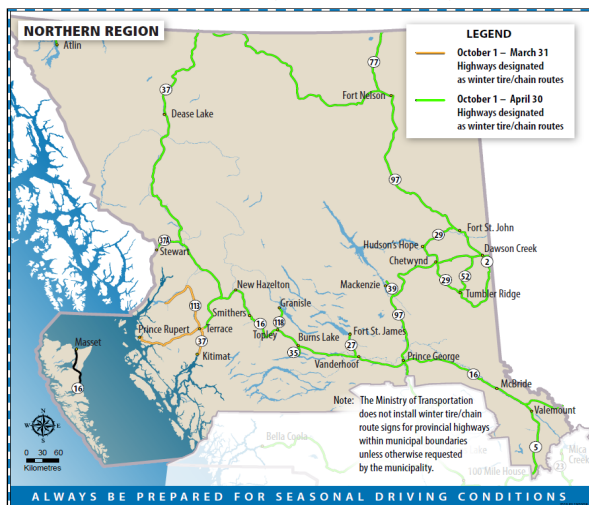 NORTHERN REGION
LEGEND
October 1 – March 31
Highways designated
as winter tire/chain routes
October 1 – April 30
Highways designated
as winter tire/chain routes
Atlin
37
77
Fort Nelson
Dease Lake
97
Fort St. John
29
Hudson's Hope
Dawson Creek
37A
Stewart
Chetwynd
2
29
52
Tumbler Ridge
Mackenzie
39
New Hazelton
113
Granisle
Smithers
97
Prince Rupert
Terrace
16
118
Topley
Burns Lake
Fort St. James
37
Kitimat
35
27
Vanderhoof
Prince George
16
Masset
16
McBride
Valemount
5
Note:
The Ministry of Transportation
does not install winter tire/chain
route signs for provincial highways
within municipal boundaries
unless otherwise requested
by the municipality.
N
W
E
S
0 30 60
Kilometres
Bella Coola
Lake
100 Mile House
Mica
Creek
23
ALWAYS BE PREPARED FOR SEASONAL DRIVING CONDITIONS